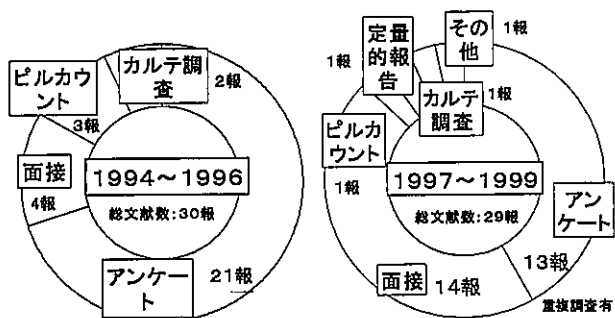 カルテ調
査
2報
ピルカウ
ント
3報
面接
4報
1994～1996
総文献数:30報
アンケー
ト
21報
その
他
1報
定量
的報
告
1報
カルテ
調査
1報
ピルカ
ウント
1報
1997～1999
総文献数:29報
アン
ケート
13報
面接
14報
重複調査有